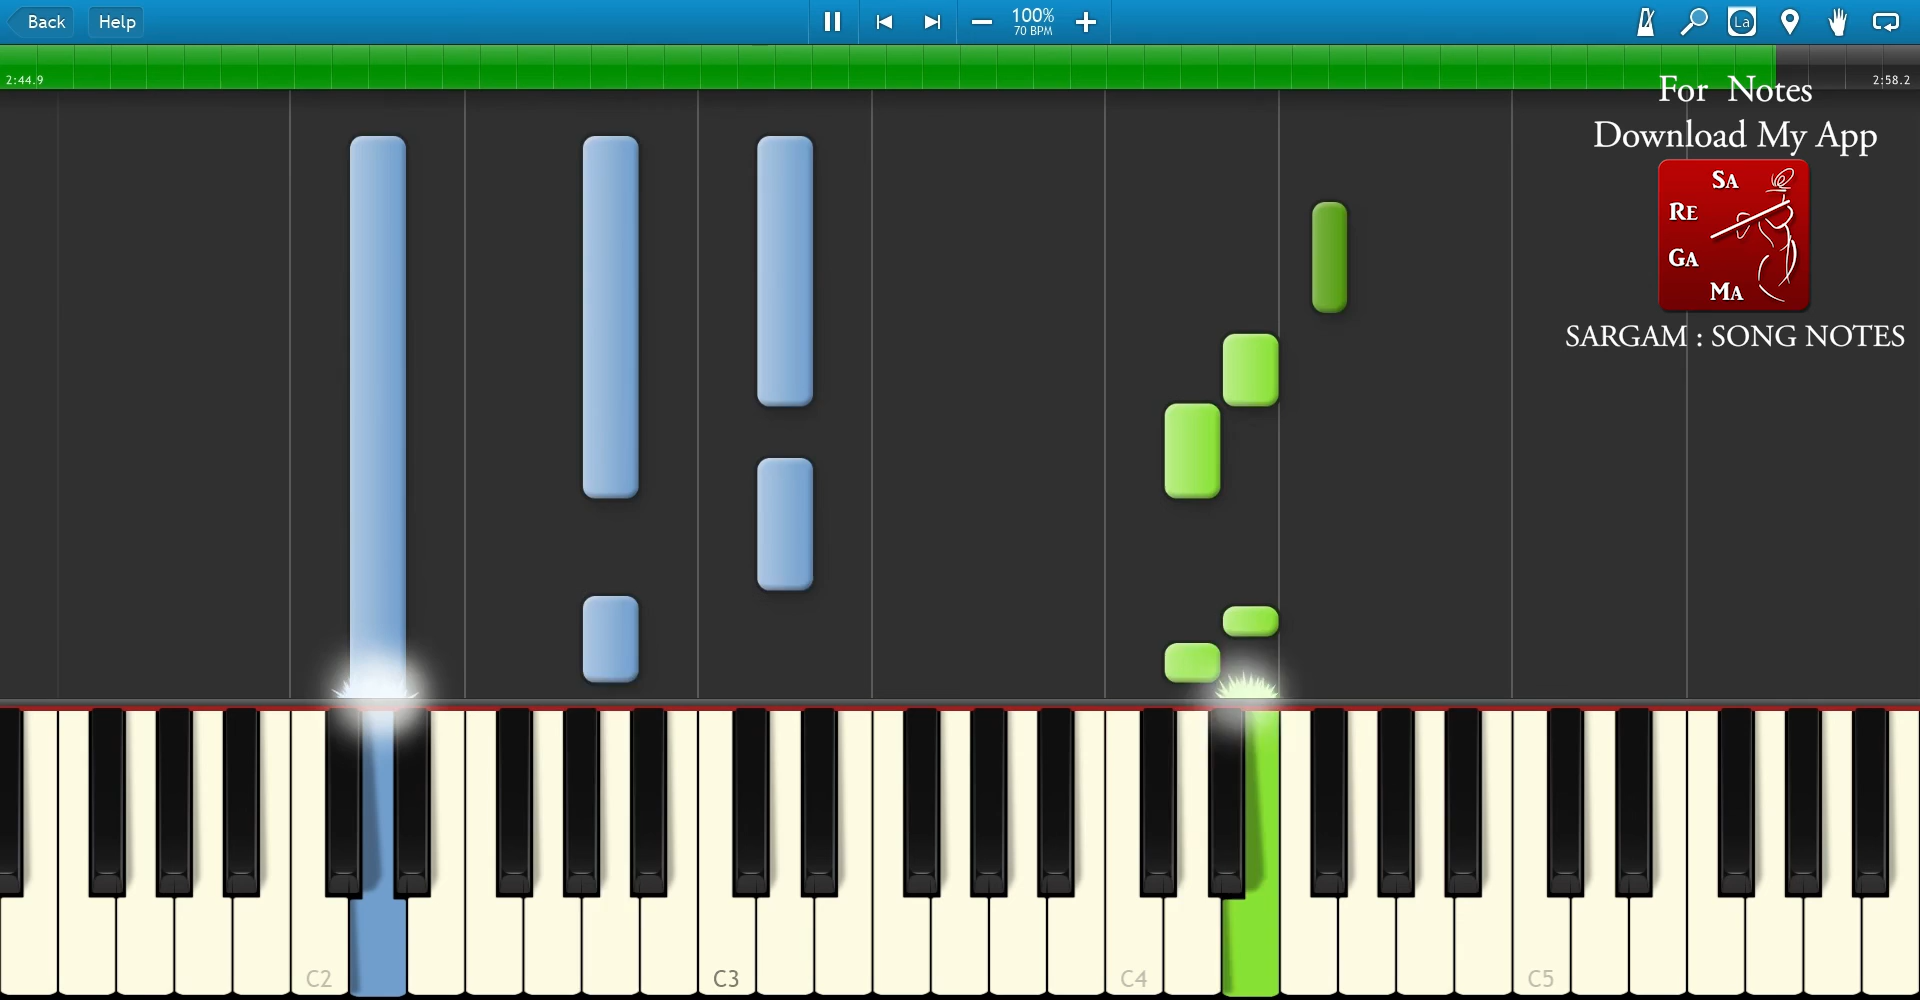 Back
Help
100%
70 BPM
La
2:44.9
2:58.2
For Notes
Download My App
SA
RE
GA
MA
SARGAM : SONG NOTES
C2
C3
C4
C5